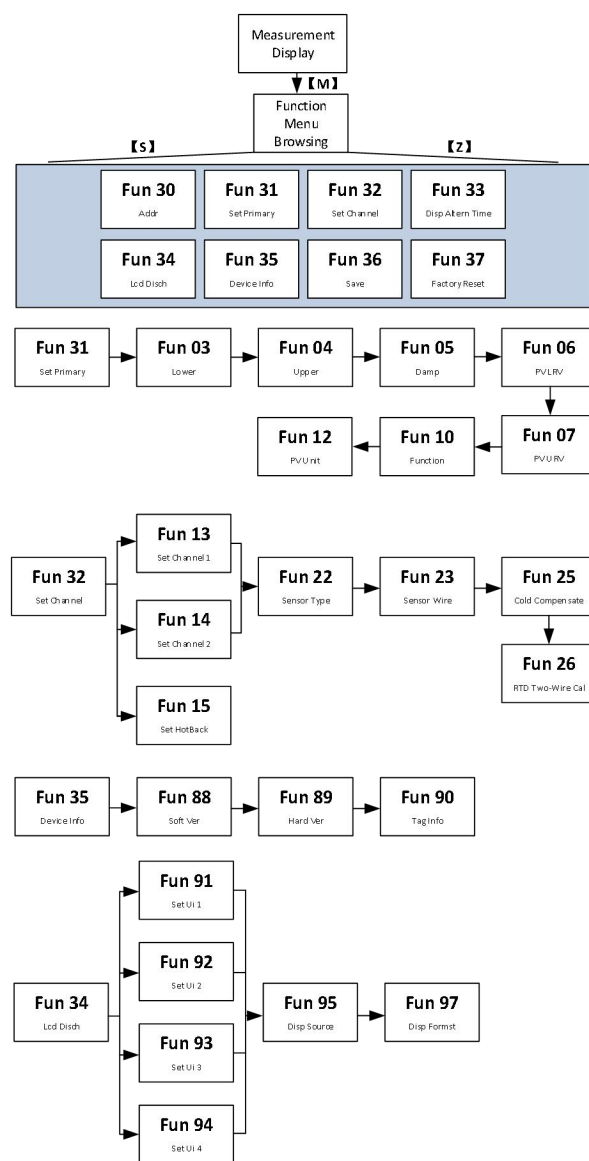 Measurement
Display
【M】
Function
Menu
Browsing
【S】
【Z】
Fun 30
Addr
Fun 31
Set Primary
Fun 32
Set Channel
Fun 33
Disp Altern Time
Fun 34
Lcd Disch
Fun 35
Device Info
Fun 36
Save
Fun 37
Factory Reset
Fun 31
Set Primary
Fun 03
Lower
Fun 04
Upper
Fun 05
Damp
Fun 06
PVLRV
Fun 12
PVUnit
Fun 10
Function
Fun 07
PVURV
Fun 32
Set Channel
Fun 13
Set Channel 1
Fun 14
Set Channel 2
Fun 15
Set HotBack
Fun 22
Sensor Type
Fun 23
Sensor Wire
Fun 25
Cold Compensate
Fun 26
RTD Two-Wire Cal
Fun 35
Device Info
Fun 88
Soft Ver
Fun 89
Hard Ver
Fun 90
Tag Info
Fun 34
Lcd Disch
Fun 91
Set Ui 1
Fun 92
Set Ui 2
Fun 93
Set Ui 3
Fun 94
Set Ui 4
Fun 95
Disp Source
Fun 97
Disp Formst